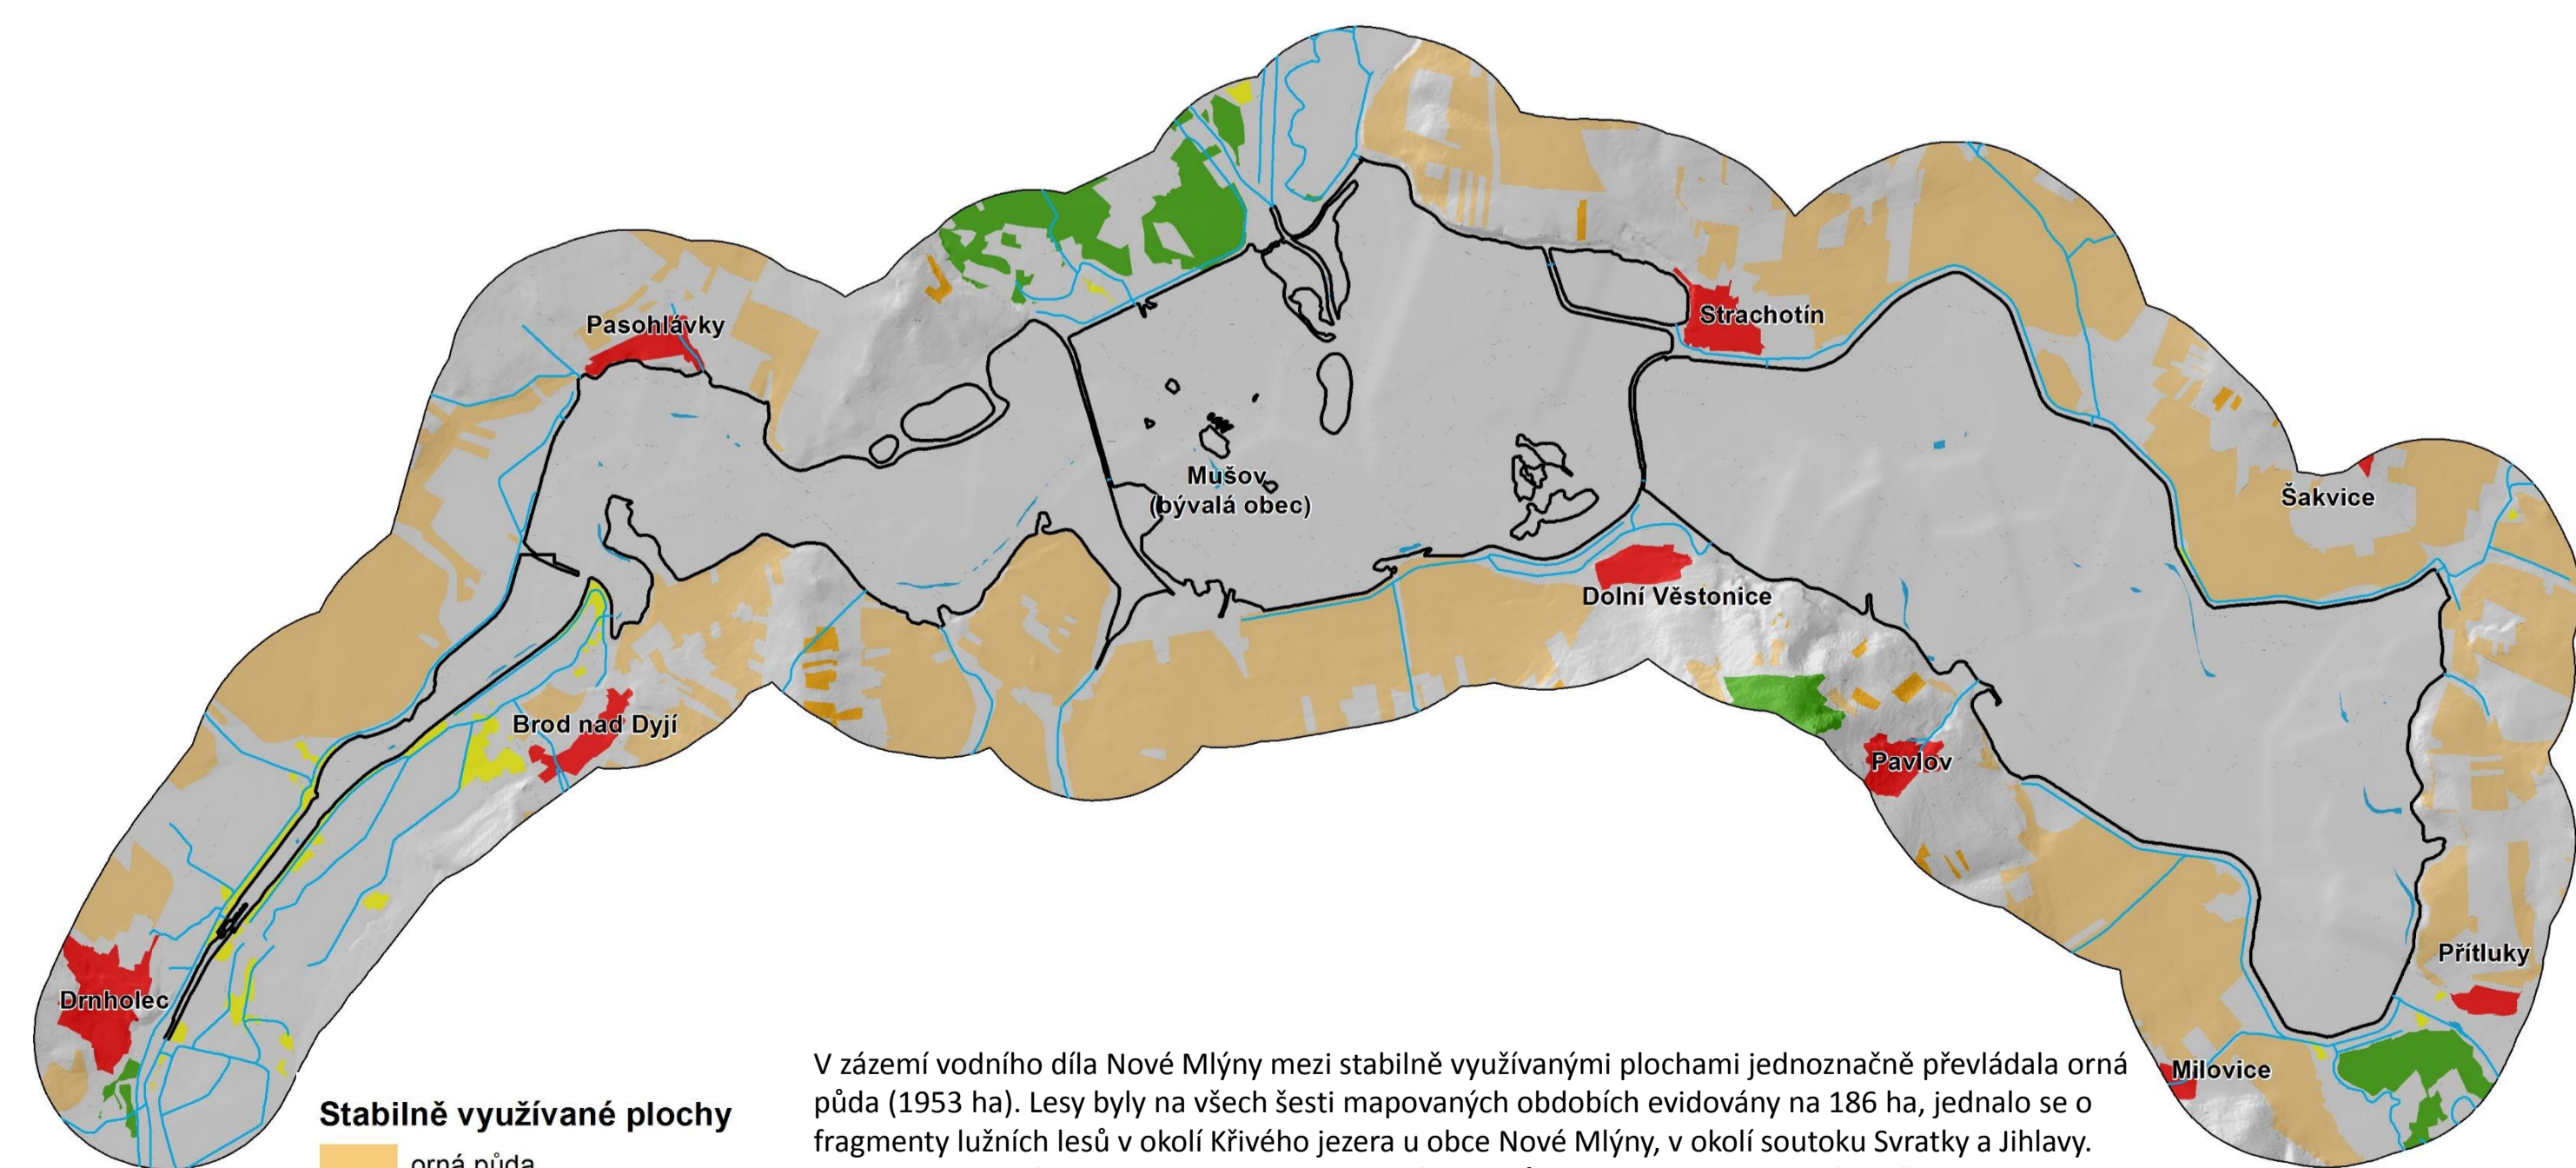 Pasohlávky
Strachotín
Mušov
(bývalá obec)
Šakvice
Dolní Věstonice
Brod nad Dyjí
Pavlov
Přítluky
Drnholec
Milovice
Stabilně využívané plochy
orná půda
V zázemí vodního díla Nové Mlýny mezi stabilně využívanými plochami jednoznačně převládala orná
půda (1953 ha). Lesy byly na všech šesti mapovaných obdobích evidovány na 186 ha, jednalo se o
fragmenty lužních lesů v okolí Křivého jezera u obce Nové Mlýny, v okolí soutoku Svratky a Jihlavy.